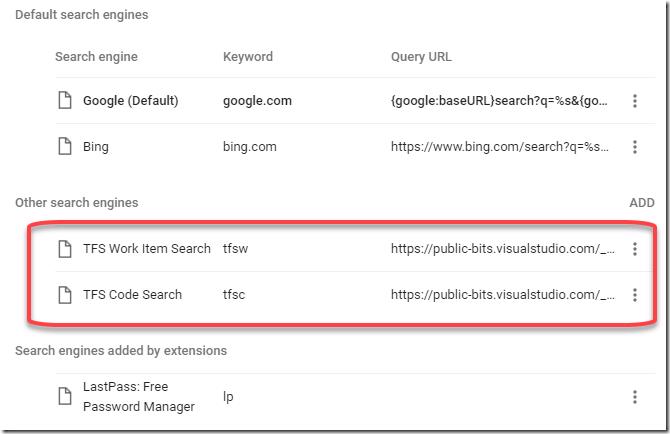 Default search engines
Search engine Keyword Query URL
Google (Default) google.com {google:baseURL}search?q=%s&{go...
Bing bing.com https://www.bing.com/search?q=%s...
Other search engines ADD
TFS Work Item Search tfsw https://public-bits.visualstudio.com/_...
TFS Code Search tfsc https://public-bits.visualstudio.com/_...
Search engines added by extensions
LastPass: Free
Password Manager lp